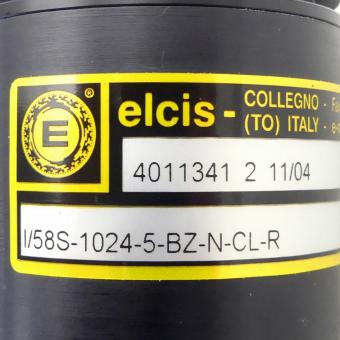 E ®
elcis - COLLEGNO -
(TO) ITALY -
4011341 2 11/04
I/58S-1024-5-BZ-N-CL-R